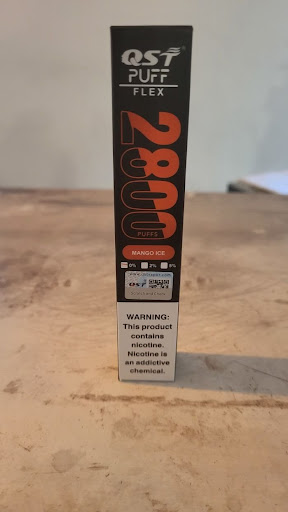 QST
PUFF
FLEX
2800
PUFFS
MANGO ICE
0% 2% 5%
QST
WARNING:
This product
contains
nicotine.
Nicotine is
an addictive
chemical.